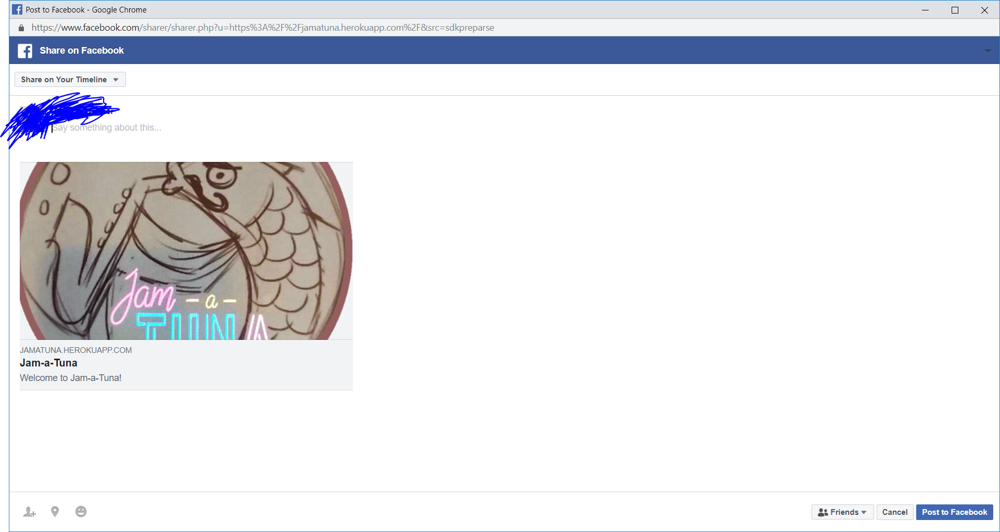 Post to Facebook - Google Chrome
https://www.facebook.com/sharer/sharer.php?u=https%3A%2F%2Fjamatuna.herokuapp.com%2F&src=sdkpreparse
Share on Facebook
Share on Your Timeline
Say something about this...
Jam - a -
TUNA
JAMATUNA.HEROKUAPP.COM
Jam-a-Tuna
Welcome to Jam-a-Tuna!
Friends Cancel Post to Facebook